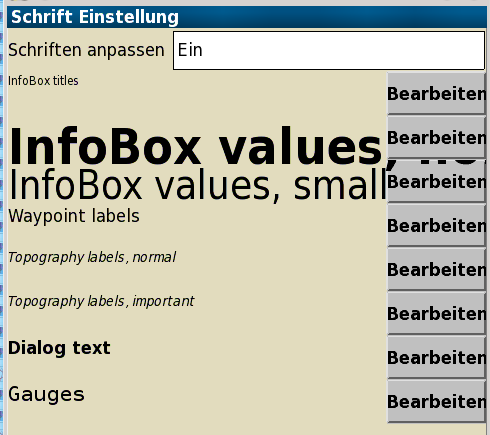 Schrift Einstellung
Schriften anpassen Ein
InfoBox titles Bearbeiten
InfoBox values, Bearbeiten
InfoBox values, small Bearbeiten
Waypoint labels Bearbeiten
Topography labels, normal Bearbeiten
Topography labels, important Bearbeiten
Dialog text Bearbeiten
Gauges Bearbeiten